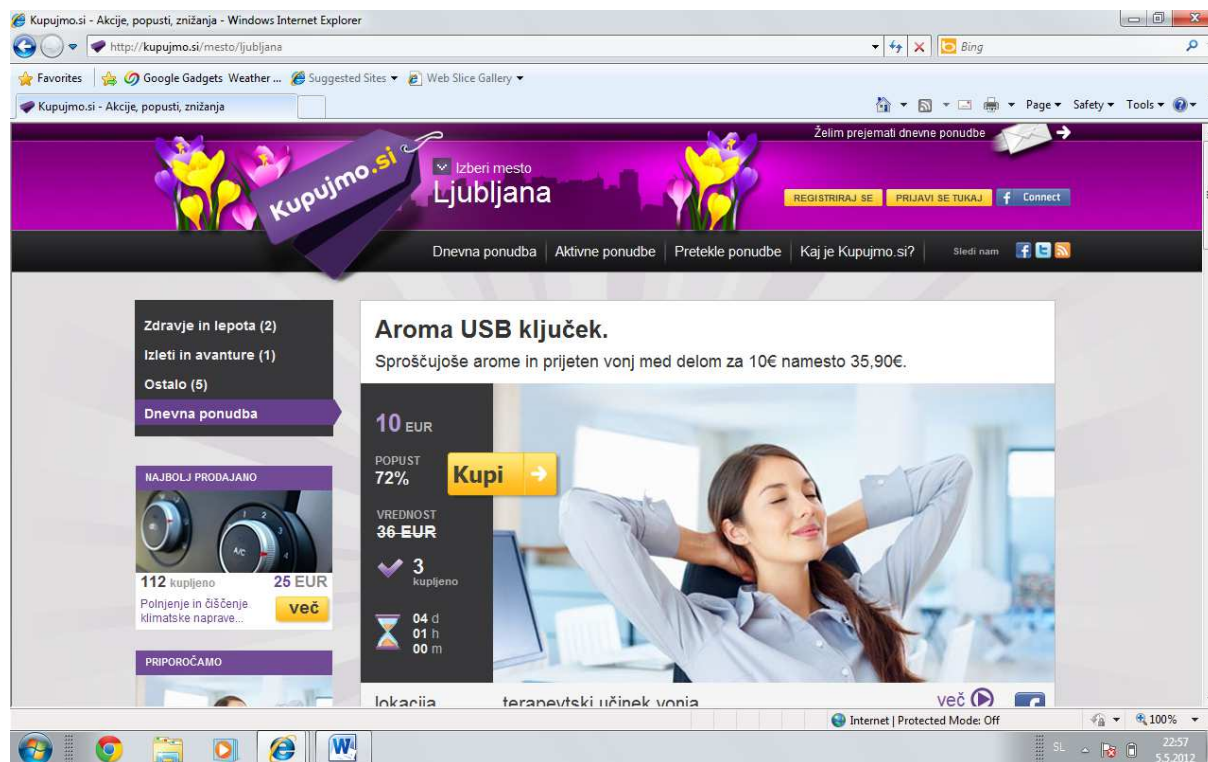 Kupujmo.si - Akcije, popusti, znižanja - Windows Internet Explorer
http://kupujmo.si/mesto/ljubljana
Bing
Favorites
Google Gadgets Weather ...
Suggested Sites
Web Slice Gallery
Kupujmo.si - Akcije, popusti, znižanja
Page
Safety
Tools
Želim prejemati dnevne ponudbe
Kupujmo.si
Izberi mesto
Ljubljana
REGISTRIRAJ SE
PRIJAVI SE TUKAJ
f Connect
Dnevna ponudba
Aktivne ponudbe
Pretekle ponudbe
Kaj je Kupujmo.si?
Sledi nam
Zdravje in lepota (2)
Izleti in avanture (1)
Ostalo (5)
Dnevna ponudba
NAJBOLJ PRODAJANO
A/C
1 2 3 4
112 kupljeno 25 EUR
Polnjenje in čiščenje
klimatske naprave...
več
PRIPOROČAMO
Aroma USB ključek.
Sproščujoše arome in prijeten vonj med delom za 10€ namesto 35,90€.
10 EUR
POPUST
72%
Kupi
VREDNOST
36 EUR
3
kupljeno
04 d
01 h
00 m
lokacija
terapevtski učinek vonja
več
Internet | Protected Mode: Off
100%
SL
22:57
5.5.2012